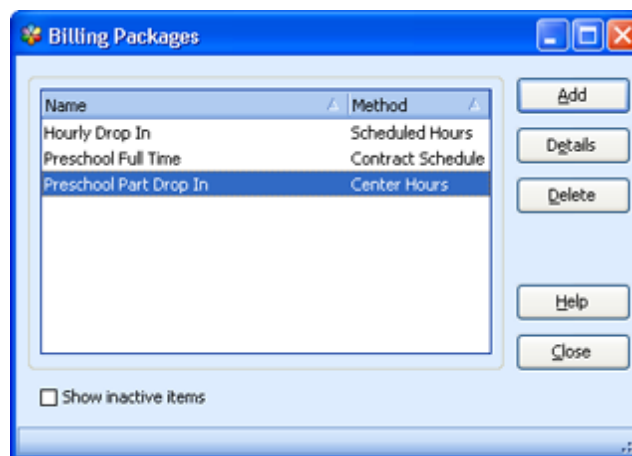 Billing Packages
Name Method
Hourly Drop In Scheduled Hours
Preschool Full Time Contract Schedule
Preschool Part Drop In Center Hours
Add
Details
Delete
Help
Close
Show inactive items